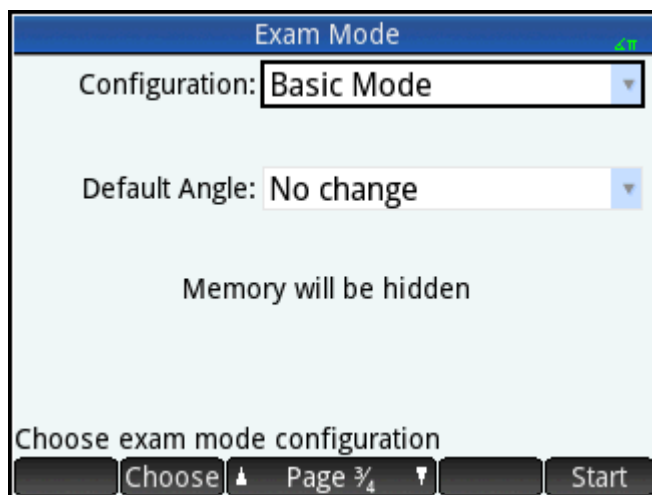 Exam Mode
∡π
Configuration: Basic Mode
Default Angle: No change
Memory will be hidden
Choose exam mode configuration
Choose Page ¾ Start